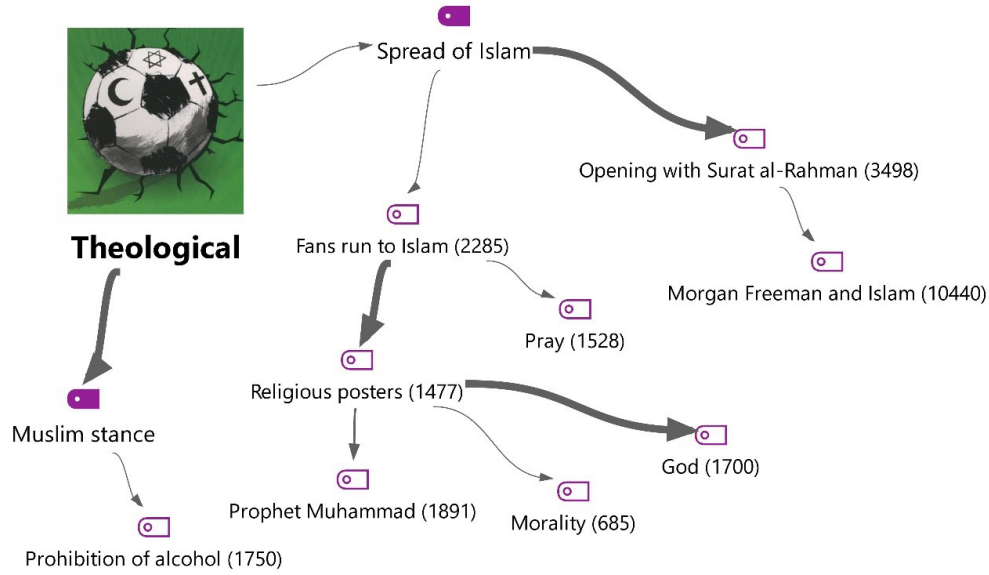 Spread of Islam
Opening with Surat al-Rahman (3498)
Theological
Fans run to Islam (2285)
Morgan Freeman and Islam (10440)
Pray (1528)
Religious posters (1477)
Muslim stance
God (1700)
Prophet Muhammad (1891)
Morality (685)
Prohibition of alcohol (1750)